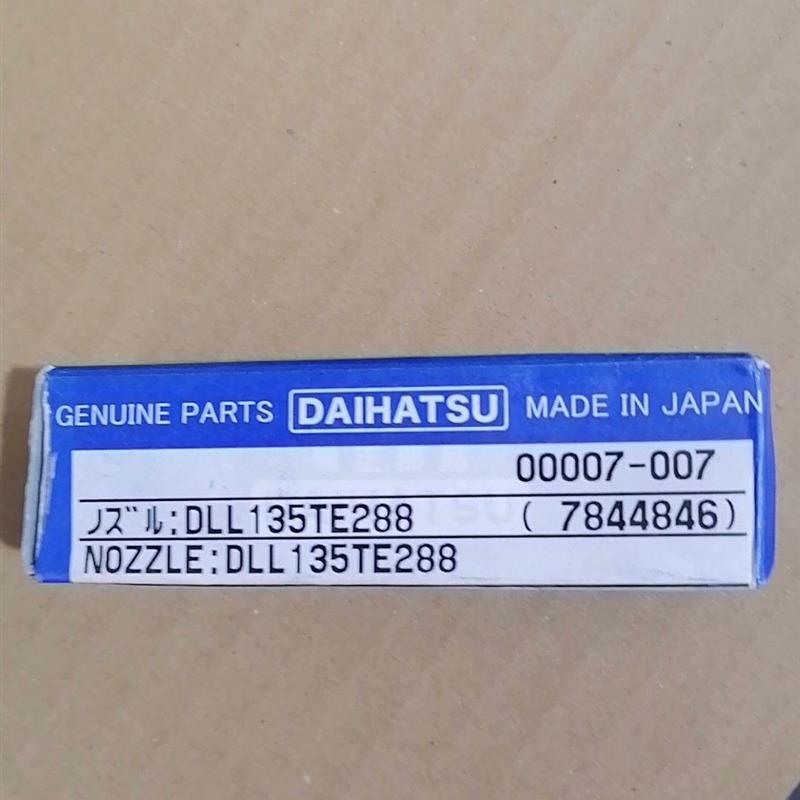 GENUINE PARTS DAIHATSU MADE IN JAPAN
00007-007
ノズル:DLL135TE288 ( 7844846)
NOZZLE:DLL135TE288